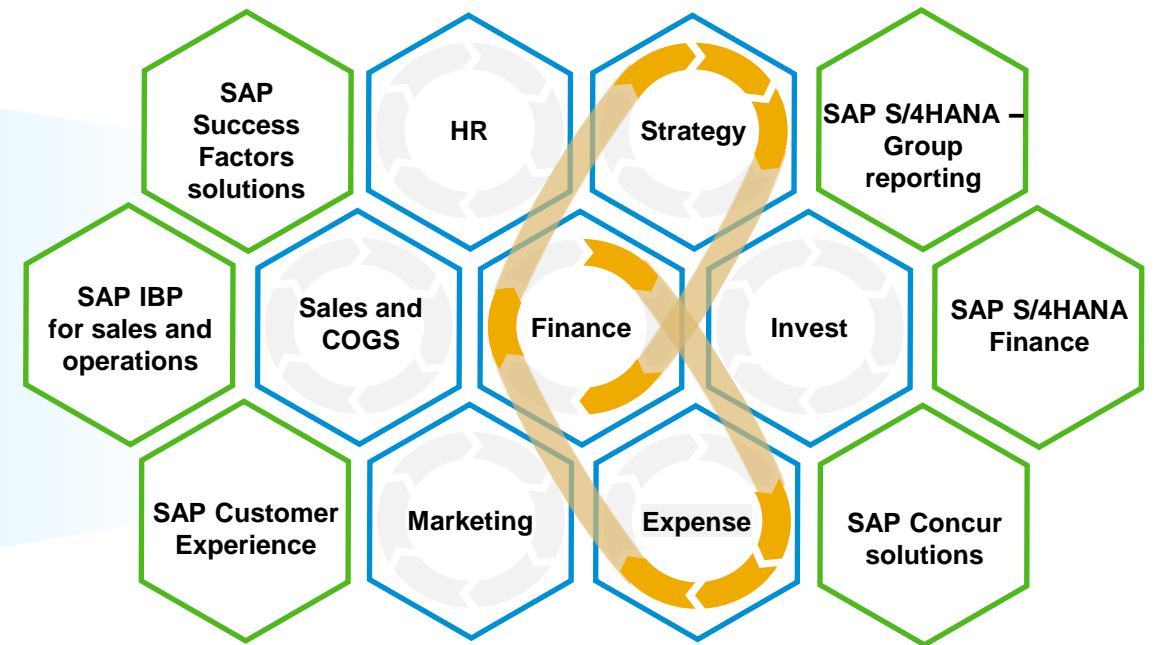 SAP
Success
Factors
solutions
HR
Strategy
SAP S/4HANA –
Group
reporting
SAP IBP
for sales and
operations
Sales and
COGS
Finance
Invest
SAP S/4HANA
Finance
SAP Customer
Experience
Marketing
Expense
SAP Concur
solutions